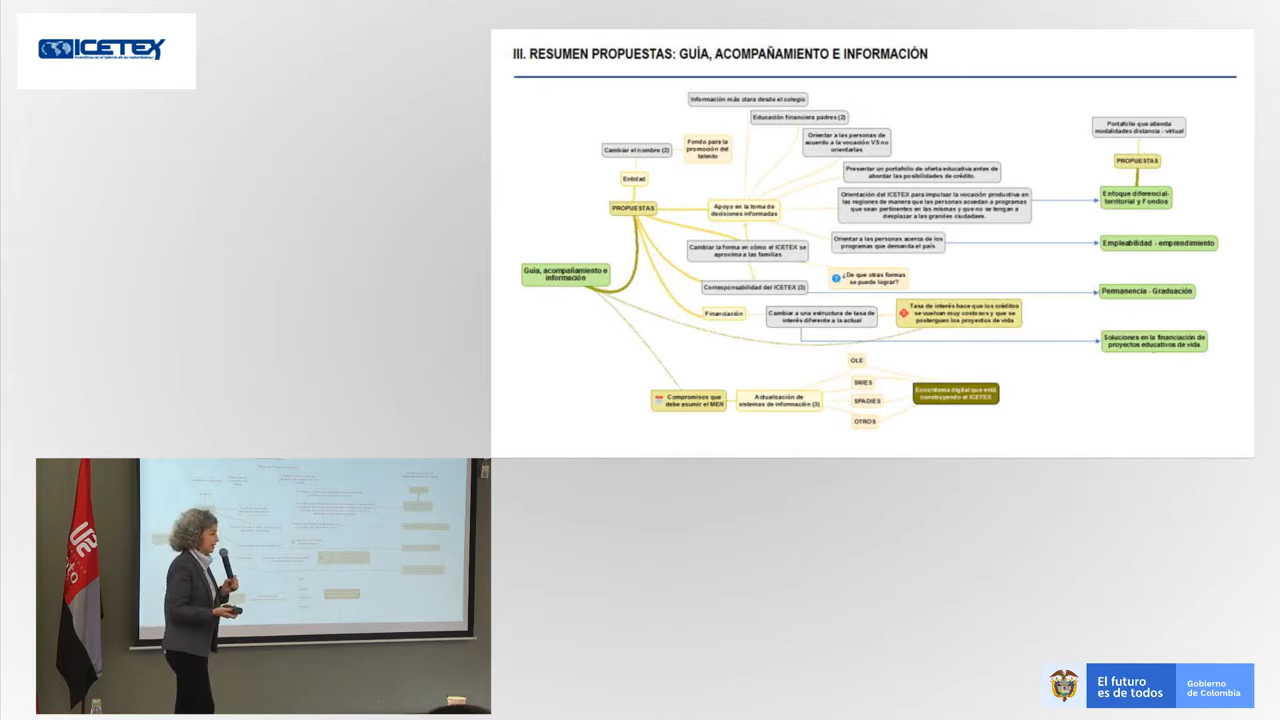 ICETEX
III. RESUMEN PROPUESTAS: GUÍA, ACOMPAÑAMIENTO E INFORMACIÓN
Información más clara desde el colegio
Educación financiera padres (2)
Orientar a las personas de
acuerdo a la vocación VS no
orientarlas
Cambiar el nombre (2)
Fondo para la
promoción del
talento
Presentar un portafolio de oferta educativa antes de
abordar las posibilidades de crédito.
Entidad
PROPUESTAS
Apoyo en la toma de
decisiones informadas
Orientación del ICETEX para impulsar la vocación productiva en
las regiones de manera que las personas accedan a programas
que sean pertinentes en las mismas y que no se tengan a
desplazar a las grandes ciudades.
Orientar a las personas acerca de los
programas que demanda el país
Cambiar la forma en cómo el ICETEX se
aproxima a las familias
Guía, acompañamiento e
información
¿De que otras formas
se puede lograr?
Corresponsabilidad del ICETEX (3)
Financiación
Cambiar a una estructura de tasa de
interés diferente a la actual
Tasa de interés hace que los créditos
se vuelvan muy costosos y que se
posterguen los proyectos de vida
Portafolio que atienda
modalidades distancia - virtual
PROPUESTAS
Enfoque diferencial-
territorial y Fondos
Empleabilidad - emprendimiento
Permanencia - Graduación
Soluciones en la financiación de
proyectos educativos de vida
Compromisos que
debe asumir el MEN
Actualización de
sistemas de información (3)
OLE
SNIES
SPADIES
OTROS
Ecosistema digital que está
construyendo el ICETEX
El futuro
es de todos
Gobierno
de Colombia